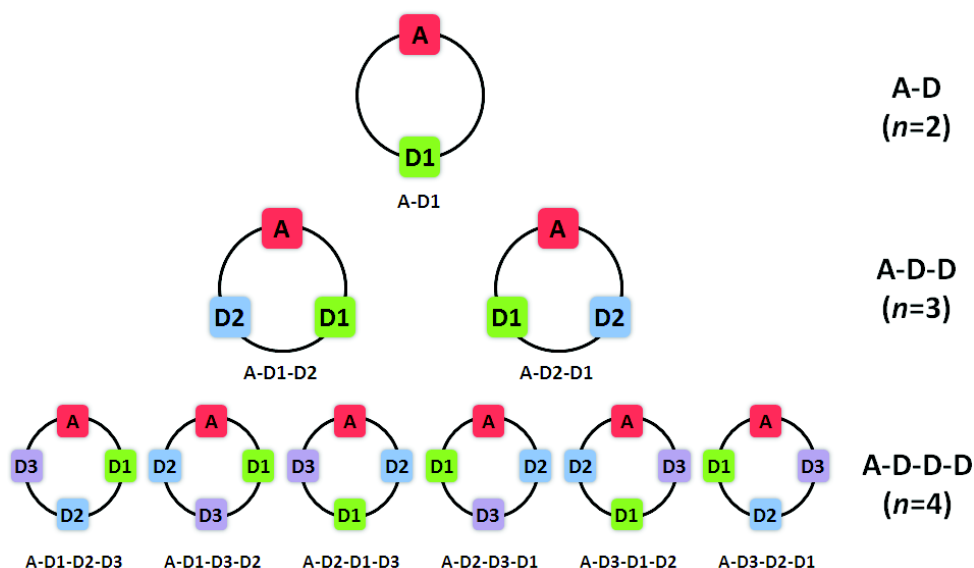 A
D1
A-D1
A-D
(n=2)
A
D2
D1
A-D1-D2
A
D1
D2
A-D2-D1
A-D-D
(n=3)
A
D3
D1
D2
A-D1-D2-D3
A
D2
D1
D3
A-D1-D3-D2
A
D3
D2
D1
A-D2-D1-D3
A
D1
D2
D3
A-D2-D3-D1
A
D2
D3
D1
A-D3-D1-D2
A
D1
D3
D2
A-D3-D2-D1
A-D-D-D
(n=4)